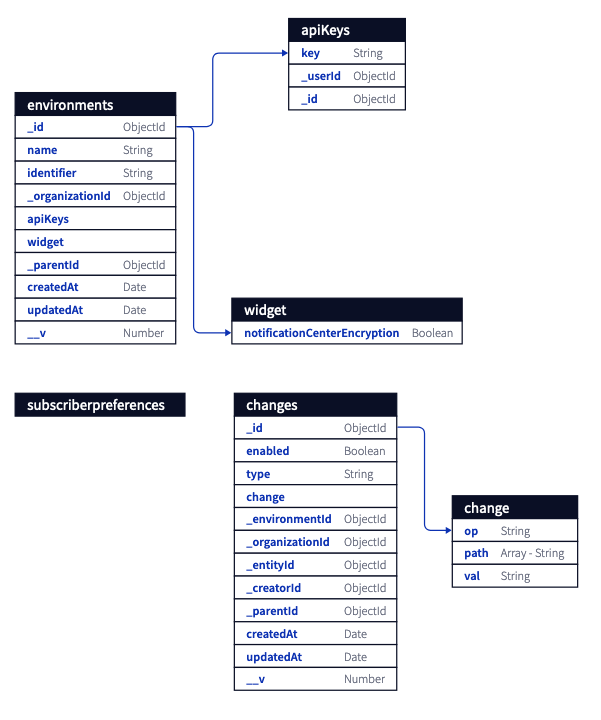 apiKeys
key String
_userId ObjectId
_id ObjectId
environments
_id ObjectId
name String
identifier String
_organizationId ObjectId
apiKeys
widget
_parentId ObjectId
createdAt Date
updatedAt Date
__v Number
widget
notificationCenterEncryption Boolean
subscriberpreferences
changes
_id ObjectId
enabled Boolean
type String
change
_environmentId ObjectId
_organizationId ObjectId
_entityId ObjectId
_creatorId ObjectId
_parentId ObjectId
createdAt Date
updatedAt Date
__v Number
change
op String
path Array - String
val String